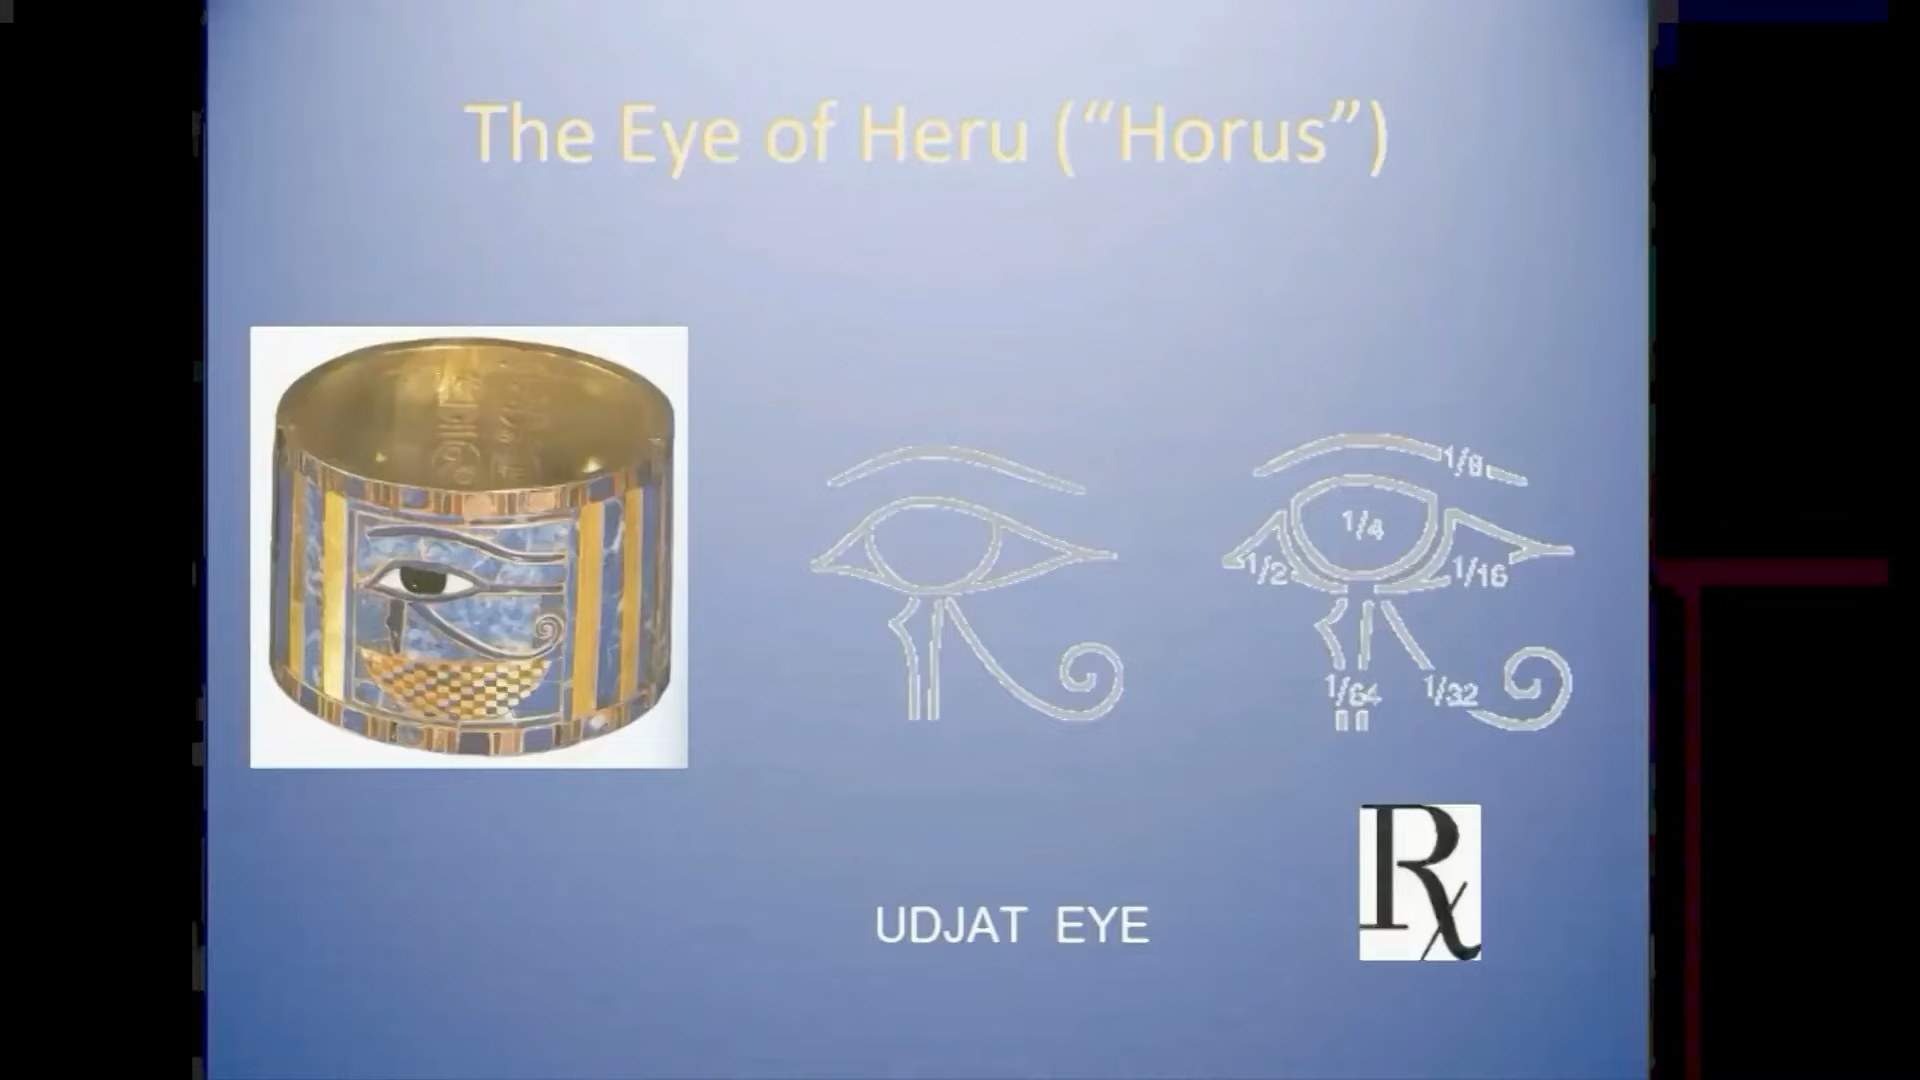 The Eye of Heru (“Horus”)
1/8
1/4
1/2
1/16
1/64
1/32
UDJAT EYE
Rx